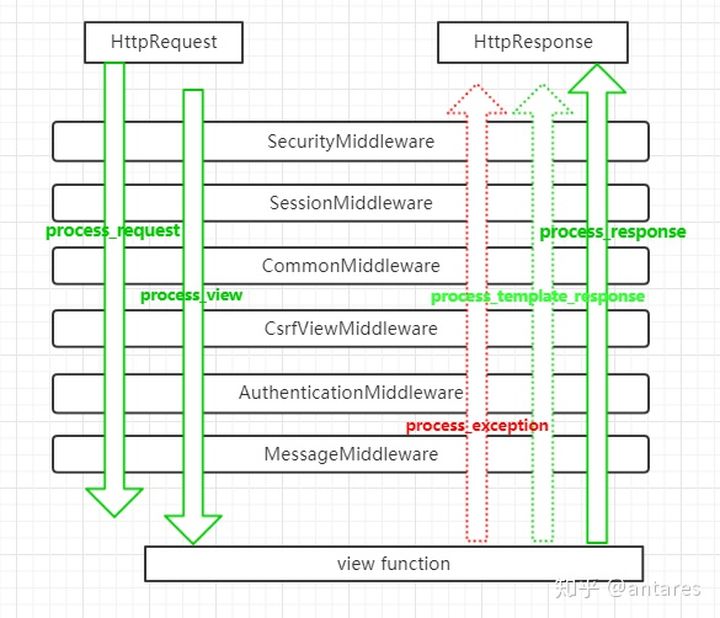 HttpRequest
HttpResponse
SecurityMiddleware
SessionMiddleware
process_request
process_response
CommonMiddleware
process_view
process_template_response
CsrfViewMiddleware
AuthenticationMiddleware
process_exception
MessageMiddleware
view function
知乎 @antares